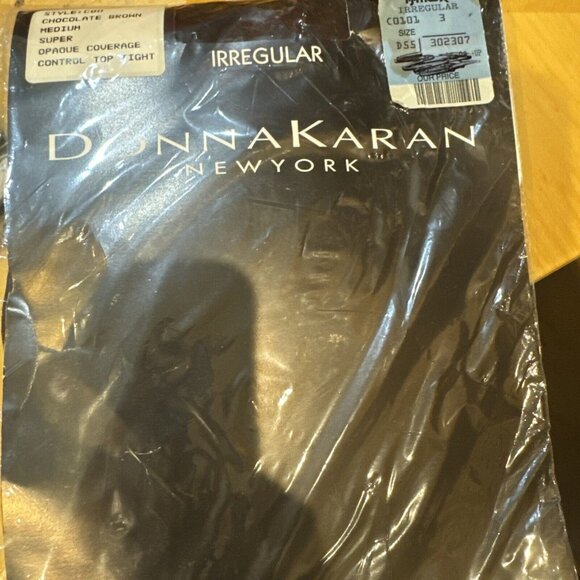 CHOCOLATE BROWN
MEDIUM
SUPER
OPAQUE COVERAGE
CONTROL TOP TIGHT
IRREGULAR
IRREGULAR
C0101 3
SIZE
D55 302307
OUR PRICE
DONNAKARAN
NEWYORK